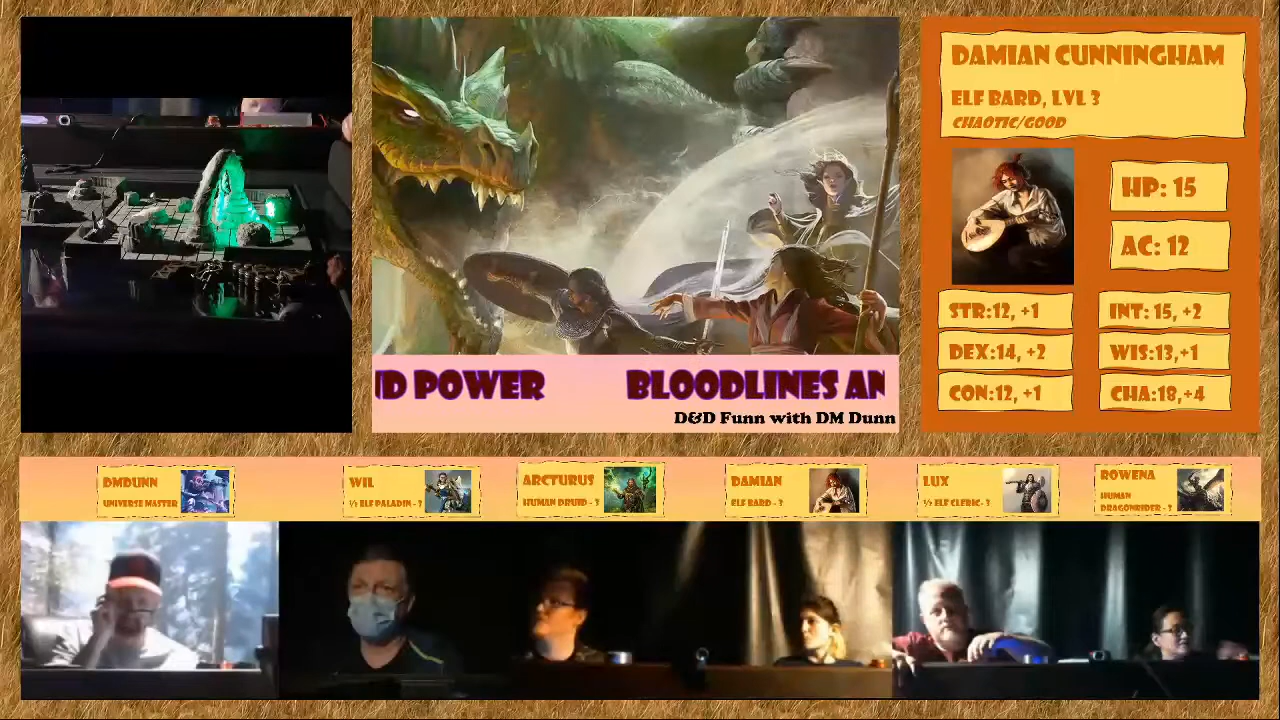 DAMIAN CUNNINGHAM
ELF BARD, LVL 3
CHAOTIC/GOOD
HP: 15
AC: 12
STR:12, +1
INT: 15, +2
DEX:14, +2
WIS:13,+1
CON:12, +1
CHA:18,+4
ND POWER BLOODLINES AN
D&D Funn with DM Dunn
DMDUNN
UNIVERSE MASTER
WIL
½ ELF PALADIN - 3
ARCTURUS
HUMAN DRUID - 3
DAMIAN
ELF BARD - 3
LUX
½ ELF CLERIC- 3
ROWENA
HUMAN
DRAGONRIDER - 3